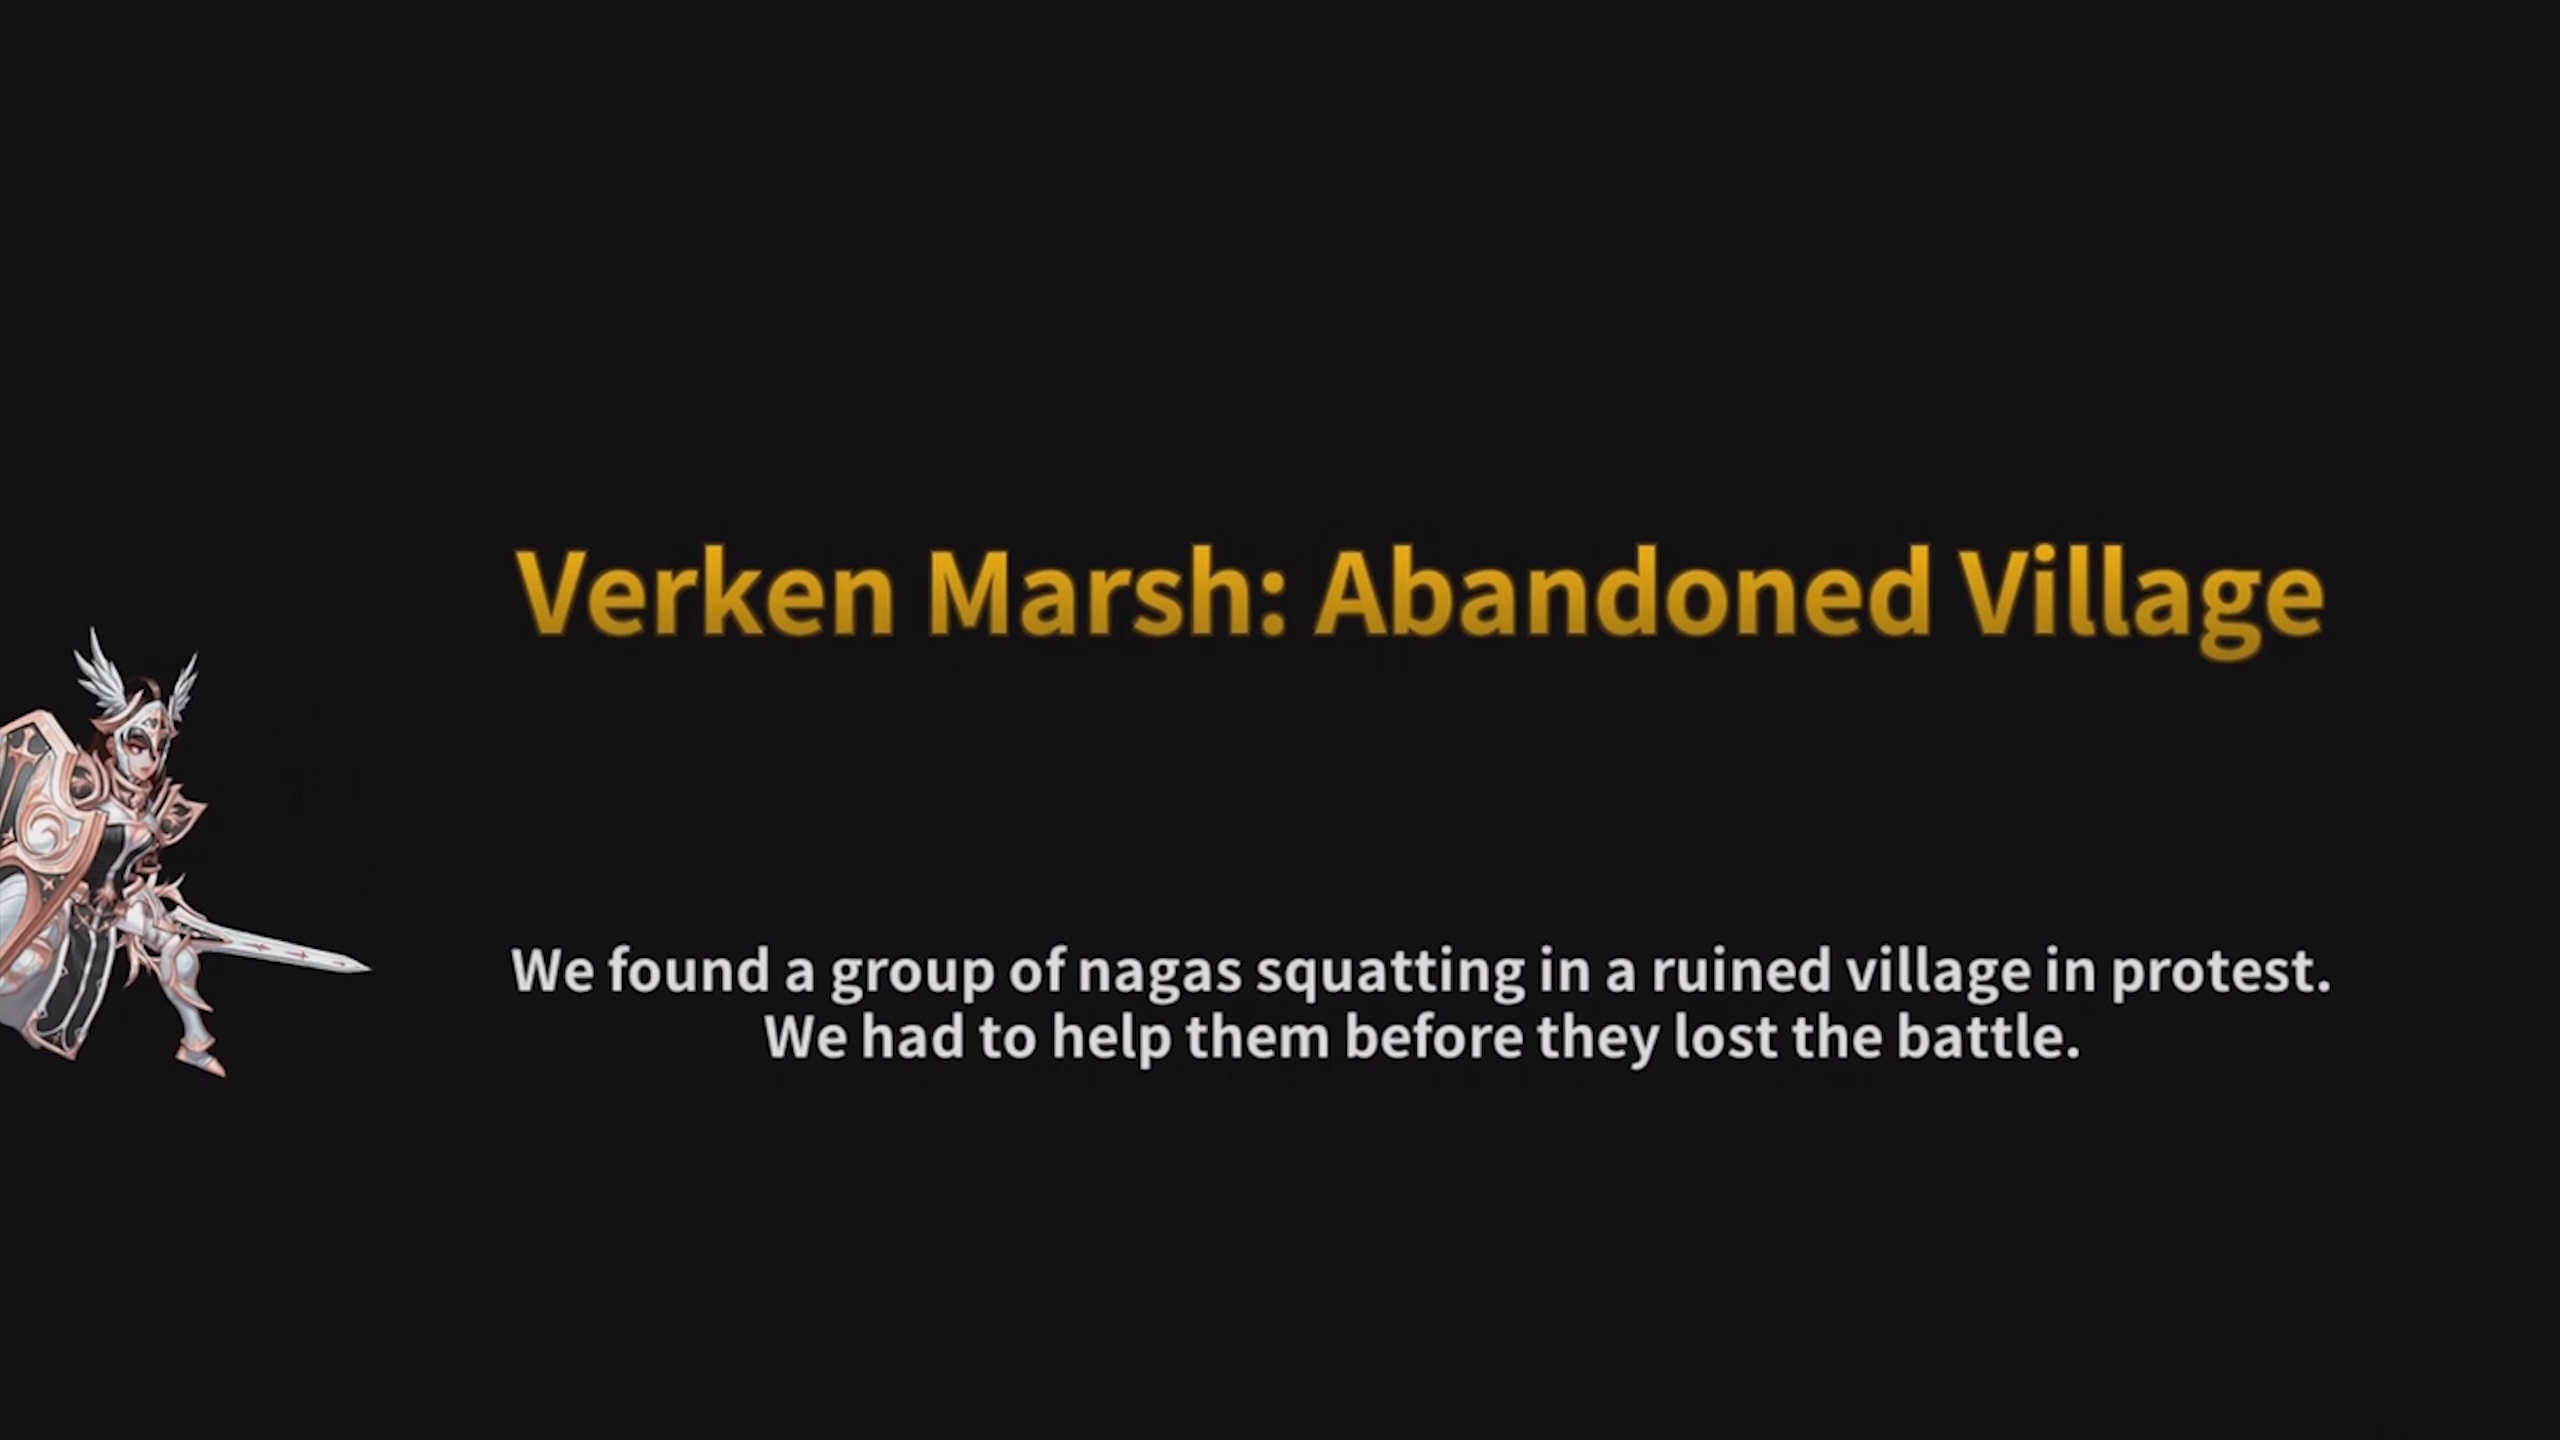 Verken Marsh: Abandoned Village
We found a group of nagas squatting in a ruined village in protest.
We had to help them before they lost the battle.